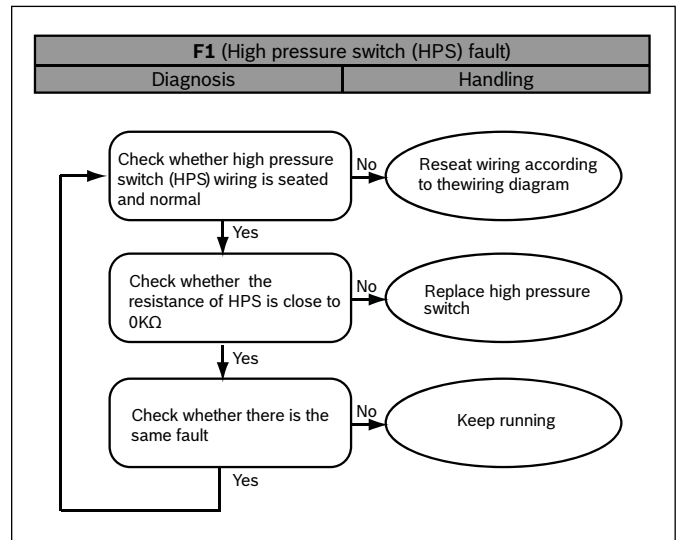 F1 (High pressure switch (HPS) fault)
Diagnosis
Handling
Check whether high pressure
switch (HPS) wiring is seated
and normal
No
Reseat wiring according
to thewiring diagram
Yes
Check whether the
resistance of HPS is close to
0KΩ
No
Replace high pressure
switch
Yes
Check whether there is the
same fault
No
Keep running
Yes